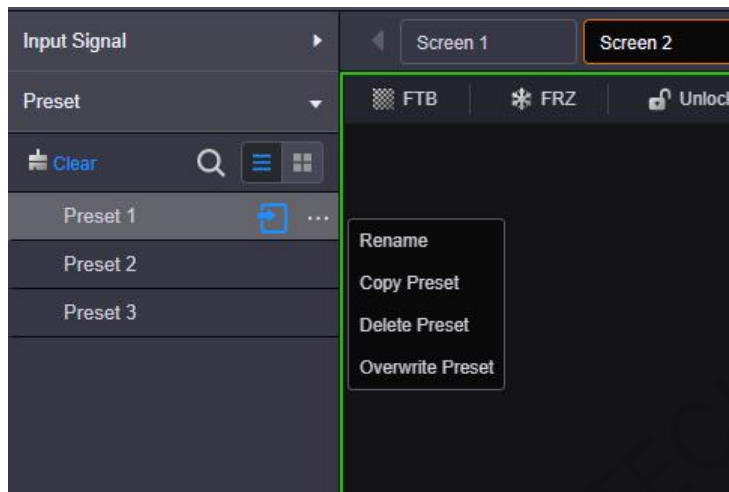 Input Signal
Screen 1
Screen 2
Preset
FTB
FRZ
Unlock
Clear
Preset 1
Preset 2
Preset 3
Rename
Copy Preset
Delete Preset
Overwrite Preset